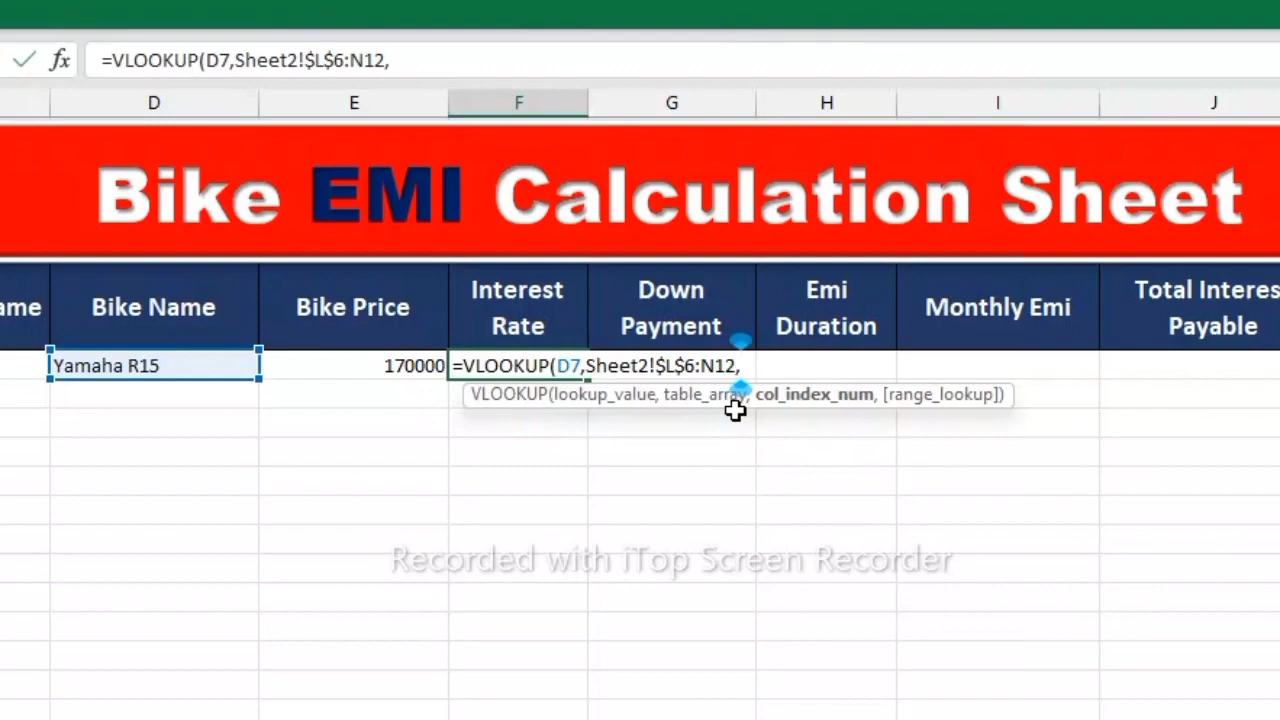 fx =VLOOKUP(D7,Sheet2!$L$6:N12,
D E F G H I J
Bike EMI Calculation Sheet
ame Bike Name Bike Price Interest Rate Down Payment Emi Duration Monthly Emi Total Interes Payable
Yamaha R15 170000 =VLOOKUP(D7,Sheet2!$L$6:N12,
VLOOKUP(lookup_value, table_array, col_index_num, [range_lookup])
Recorded with iTop Screen Recorder